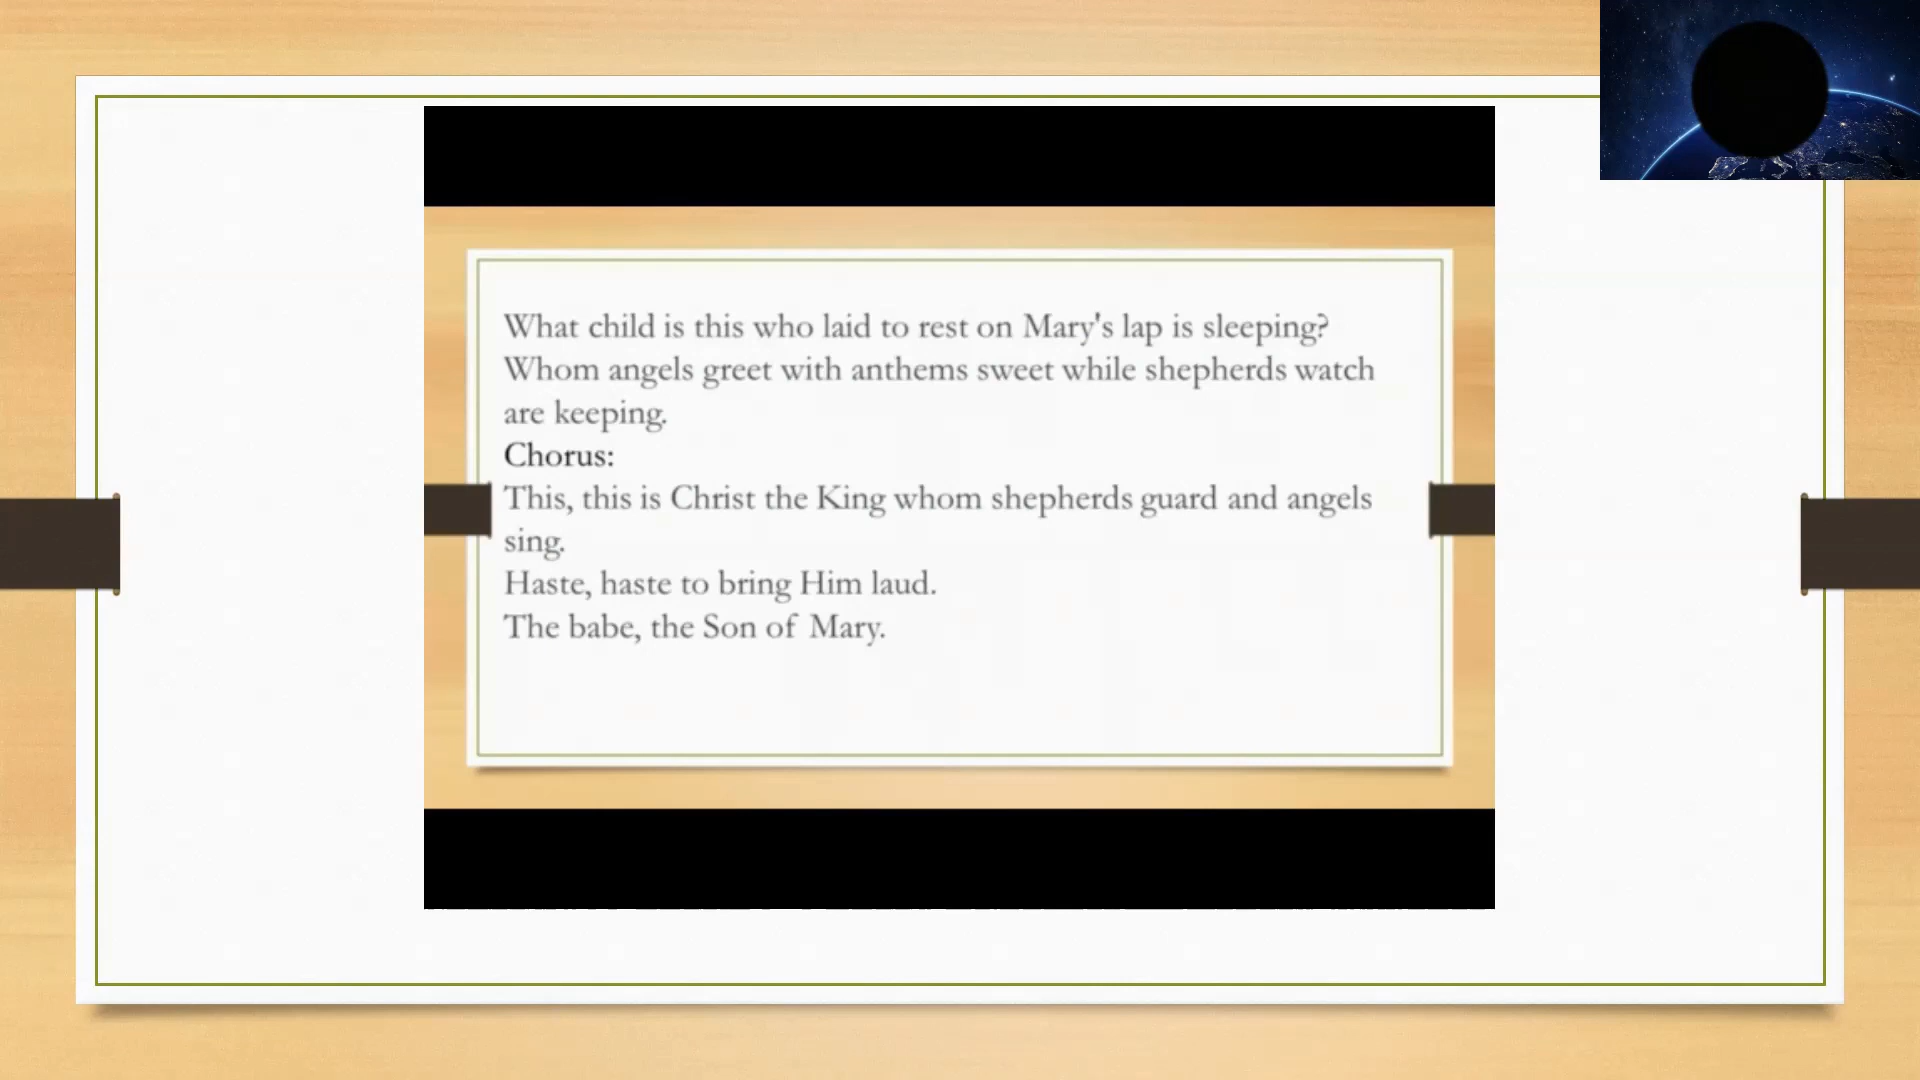 What child is this who laid to rest on Mary's lap is sleeping?
Whom angels greet with anthems sweet while shepherds watch
are keeping.
Chorus:
This, this is Christ the King whom shepherds guard and angels
sing.
Haste, haste to bring Him laud.
The babe, the Son of Mary.